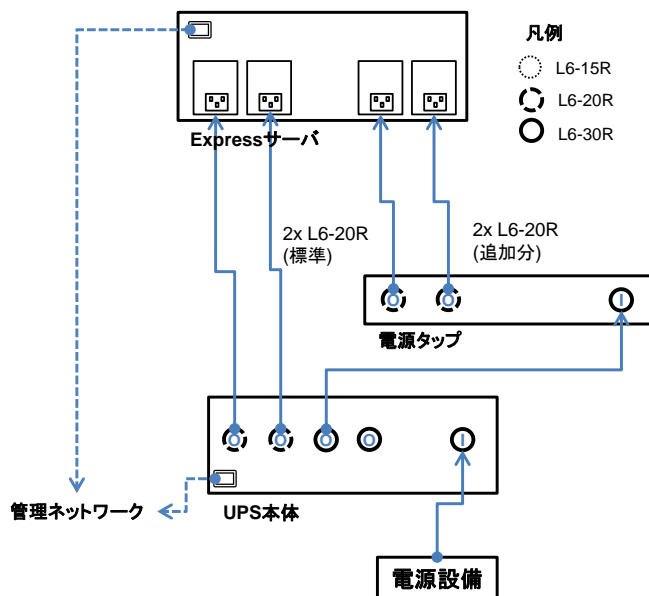 凡例
L6-15R
L6-20R
L6-30R
Expressサーバ
2x L6-20R
(標準)
2x L6-20R
(追加分)
O
O
I
電源タップ
O
O
O
O
I
管理ネットワーク
UPS本体
電源設備